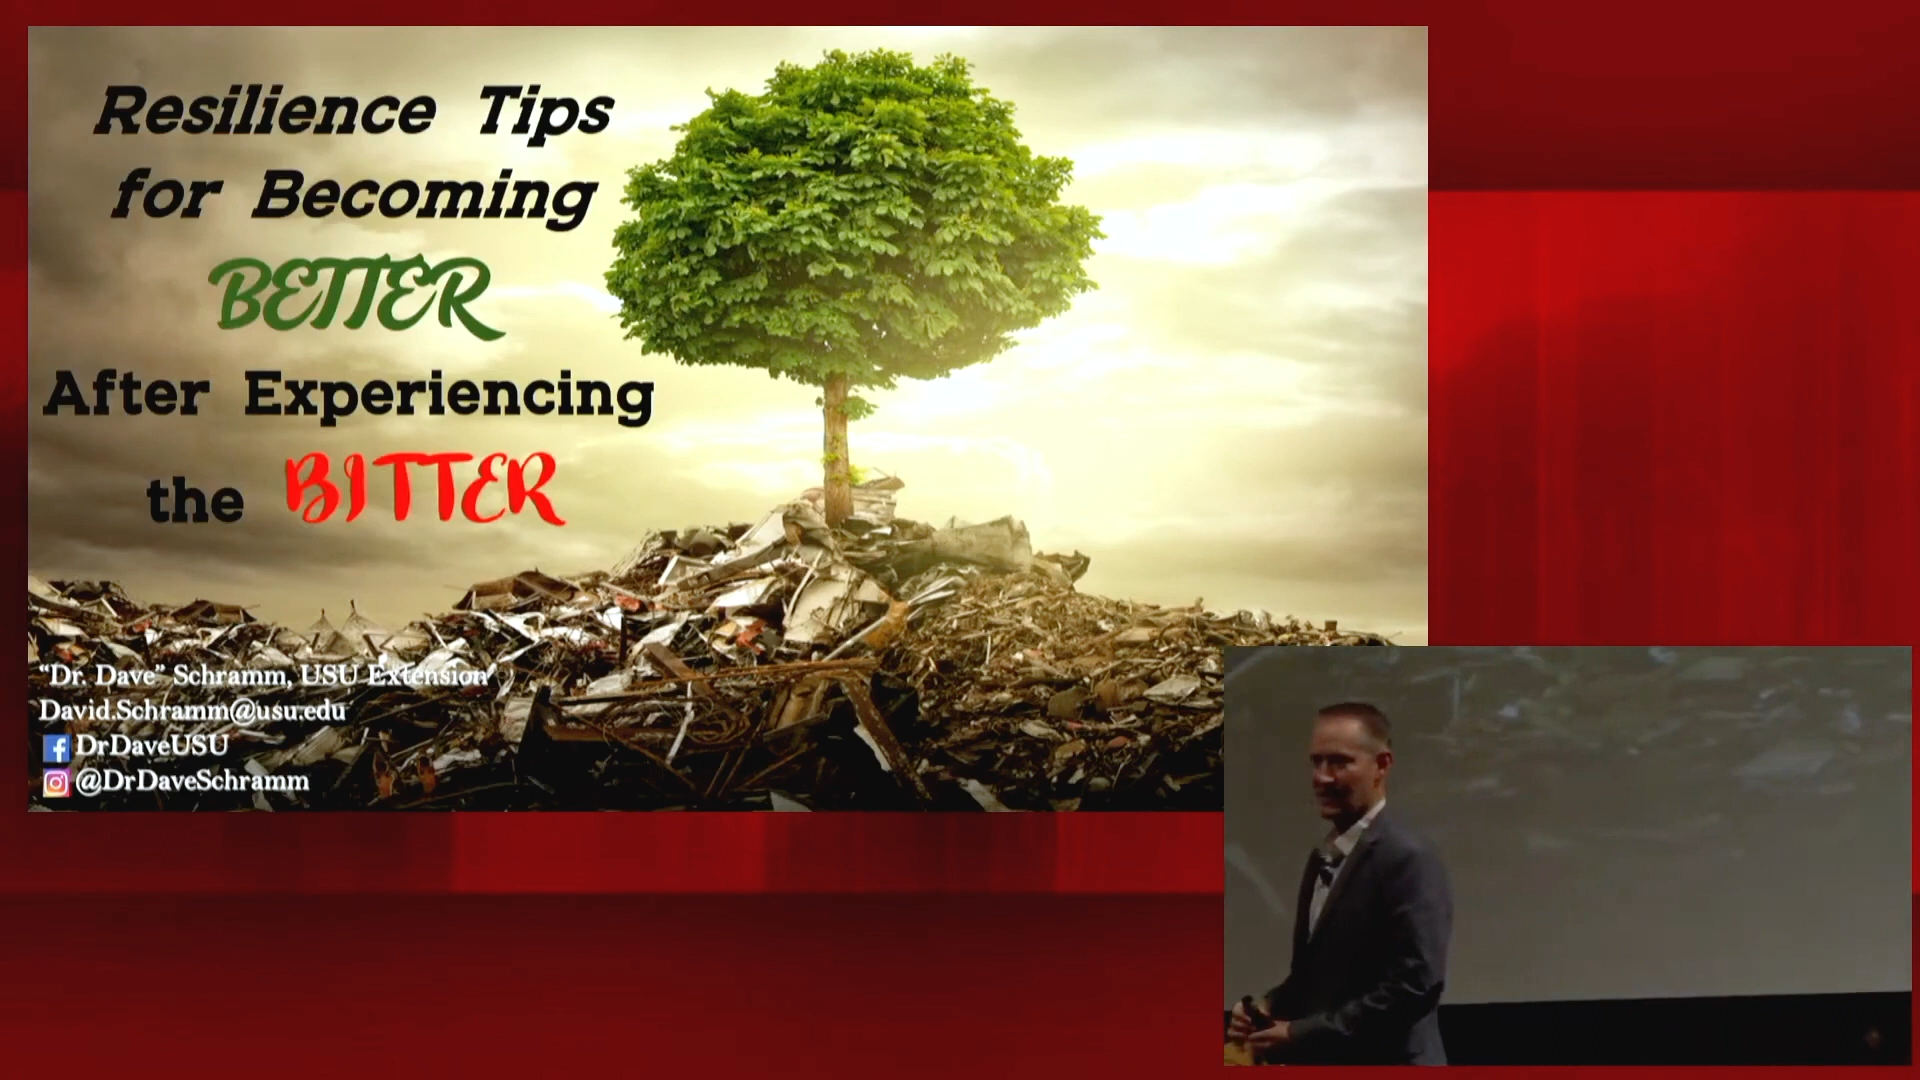 Resilience Tips
for Becoming
BETTER
After Experiencing
the BITTER
“Dr. Dave” Schramm, USU Extension
David.Schramm@usu.edu
DrDaveUSU
@DrDaveSchramm